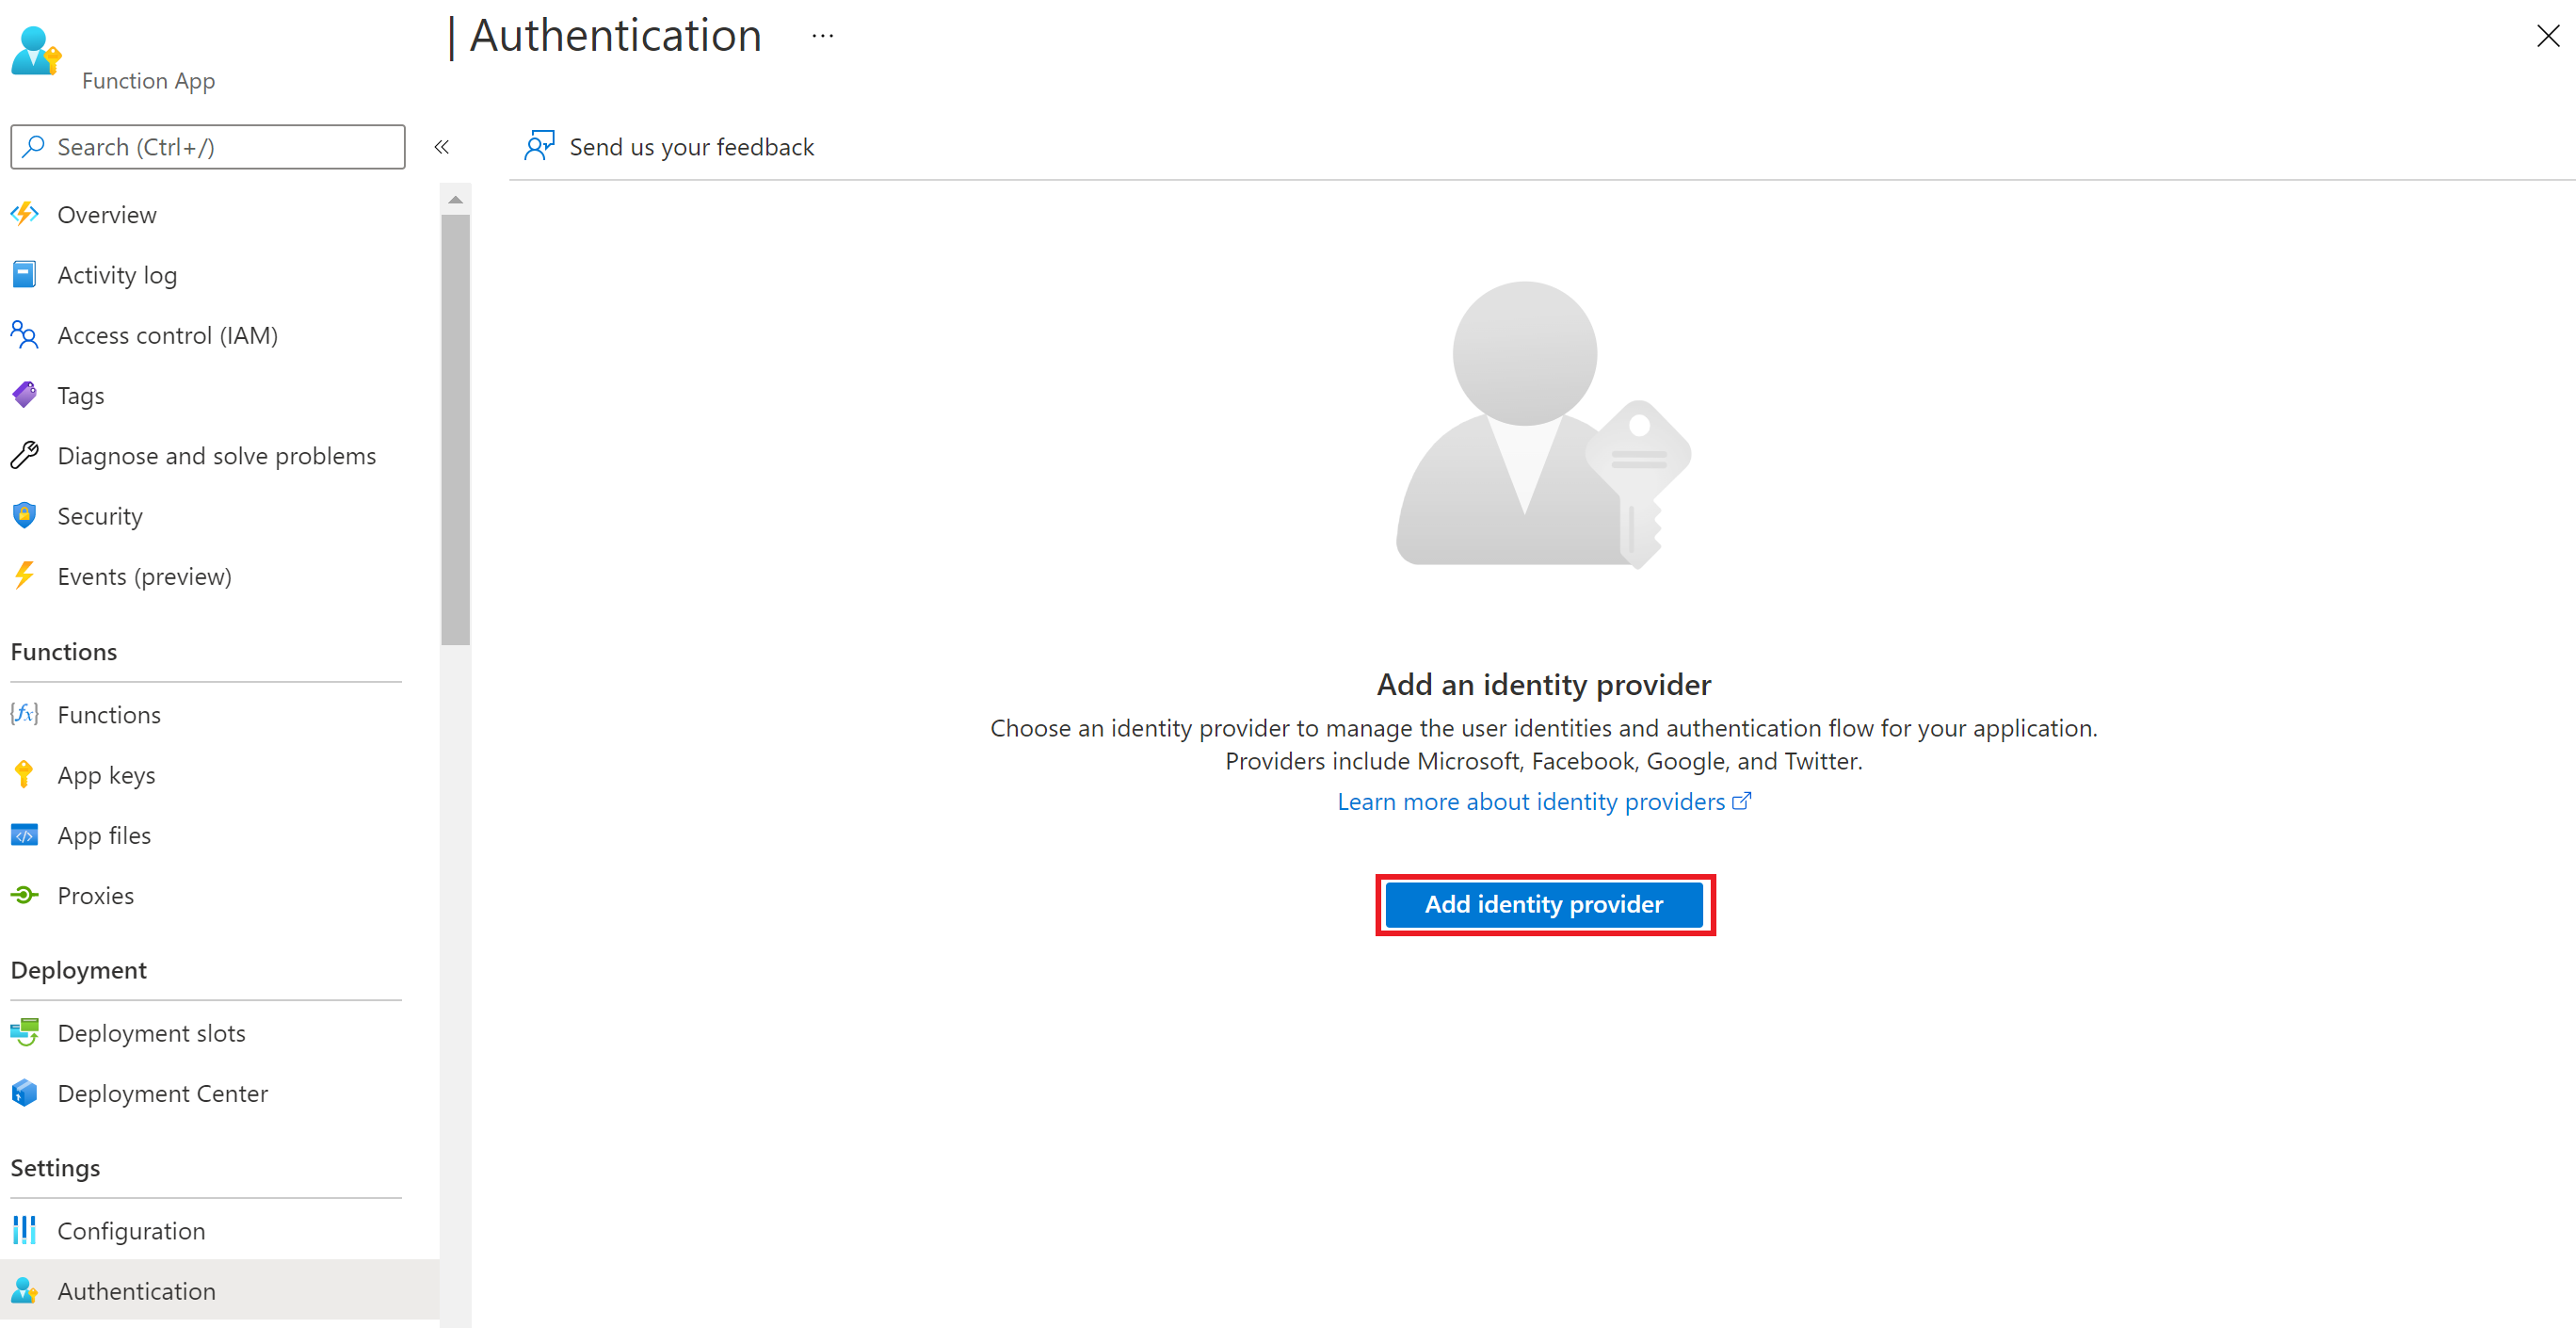 | Authentication ...
Function App
Search (Ctrl+/)
«
Send us your feedback
Overview
Activity log
Access control (IAM)
Tags
Diagnose and solve problems
Security
Events (preview)
Functions
Functions
App keys
App files
Proxies
Deployment
Deployment slots
Deployment Center
Settings
Configuration
Authentication
Add an identity provider
Choose an identity provider to manage the user identities and authentication flow for your application.
Providers include Microsoft, Facebook, Google, and Twitter.
Learn more about identity providers
Add identity provider